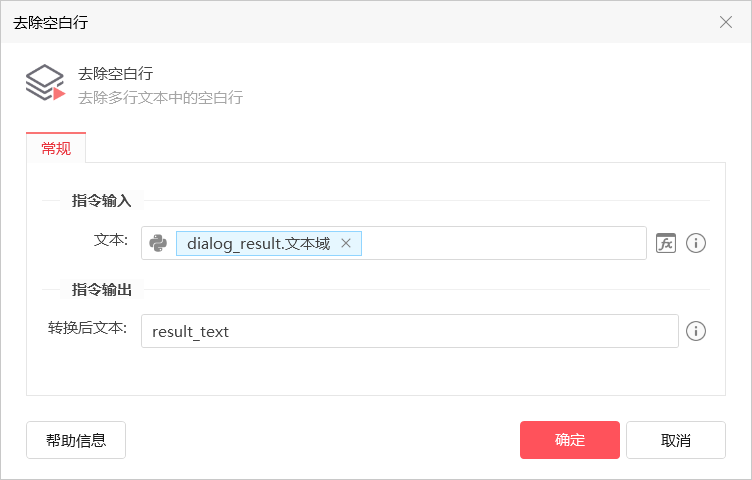 去除空白行
去除空白行
去除多行文本中的空白行
常规
指令输入
文本: dialog_result.文本域
指令输出
转换后文本: result_text
帮助信息 确定 取消